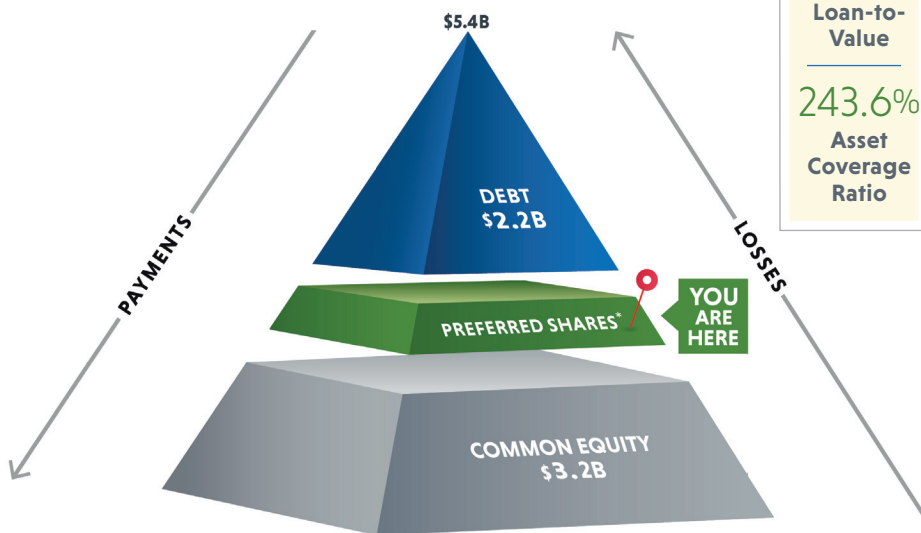 $5.4B
Loan-to-
Value
243.6%
Asset
Coverage
Ratio
DEBT
$2.2B
PAYMENTS
LOSSES
PREFERRED SHARES*
YOU
ARE
HERE
COMMON EQUITY
$3.2B